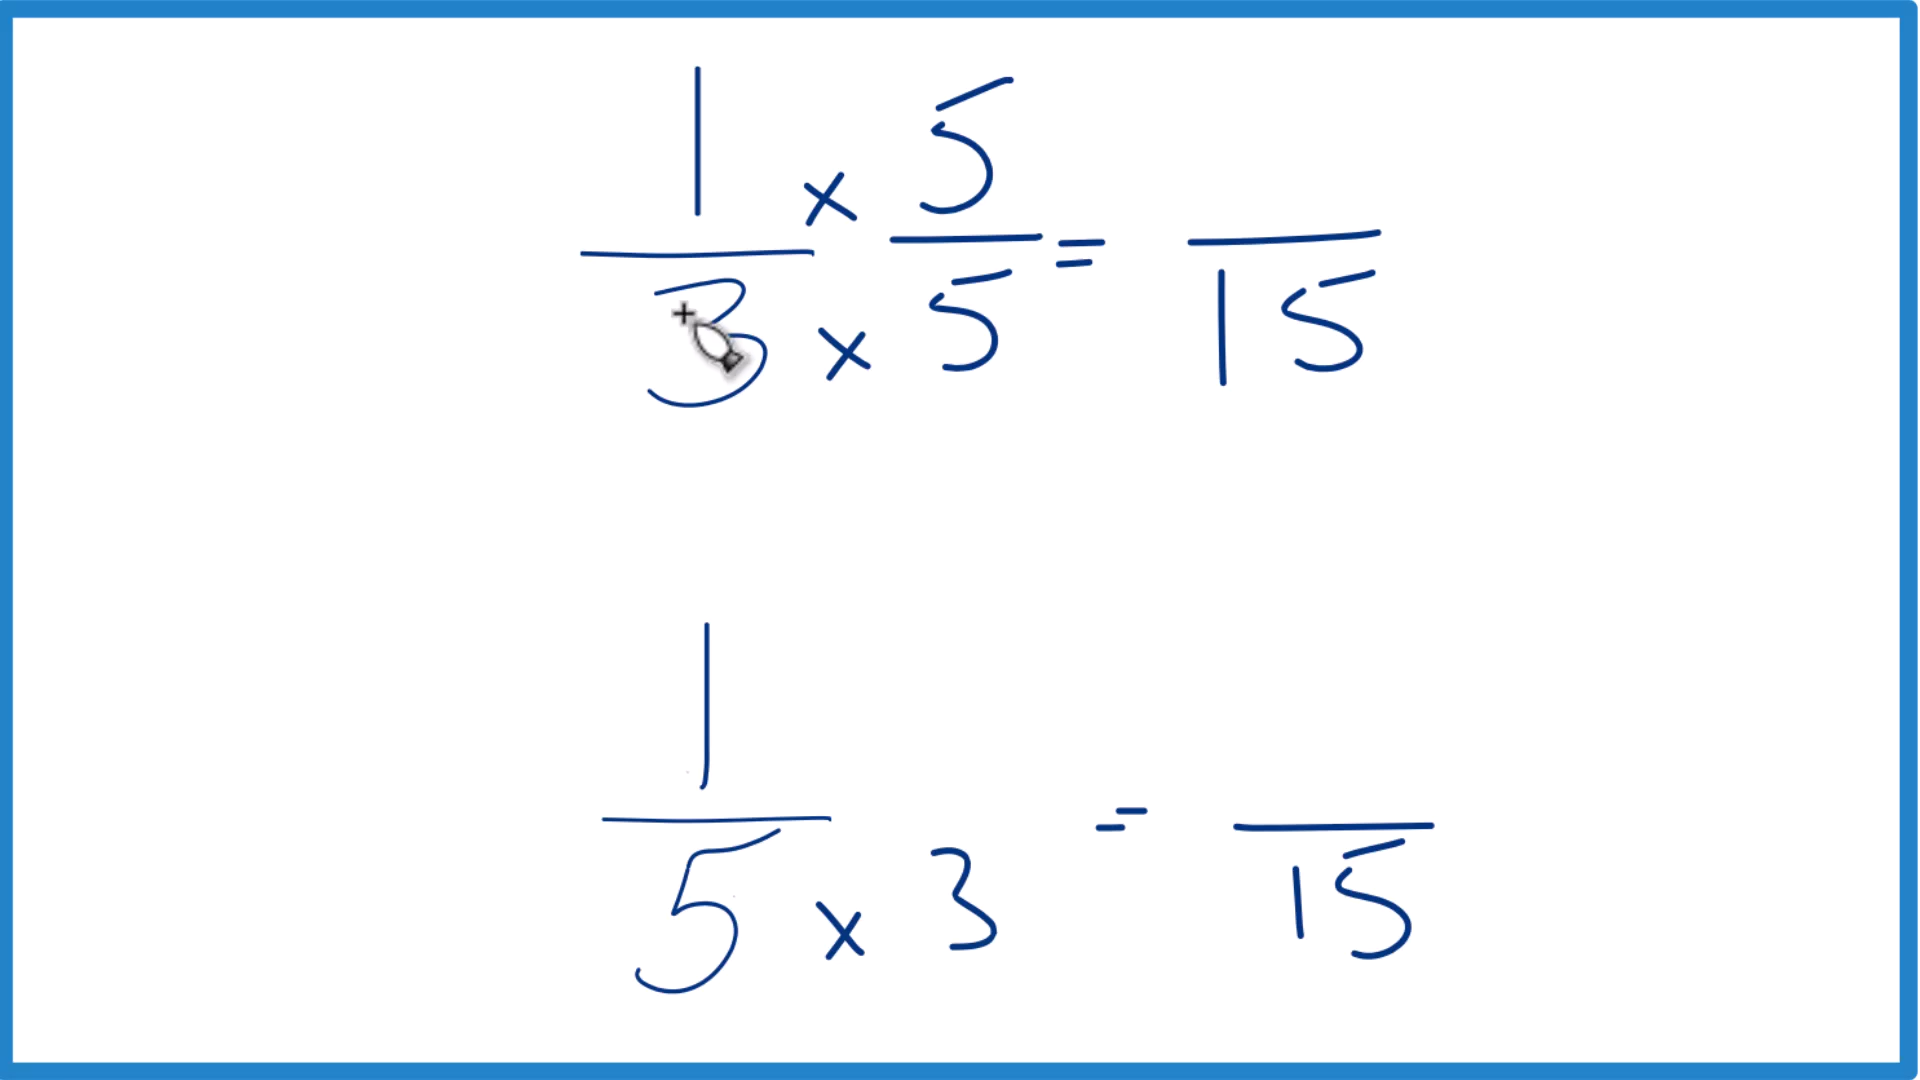 1 × 5
3 × 5 = 15
1
5 × 3 = 15